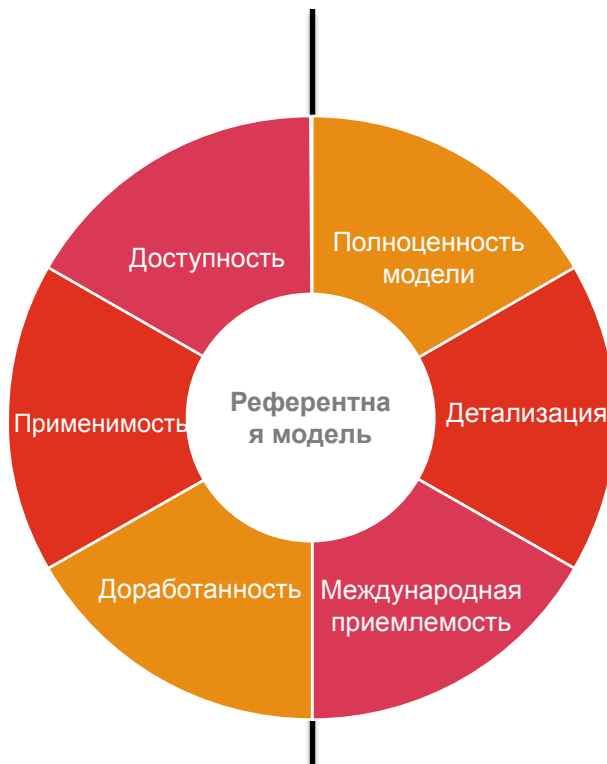 Доступность
Полноценность
модели
Референтна
я модель
Применимость
Детализация
Доработанность
Международная
приемлемость